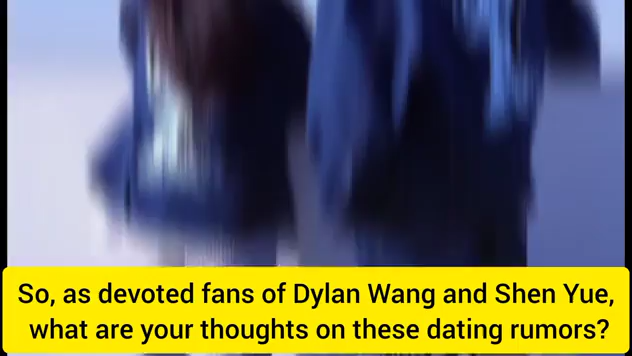 So, as devoted fans of Dylan Wang and Shen Yue,
what are your thoughts on these dating rumors?